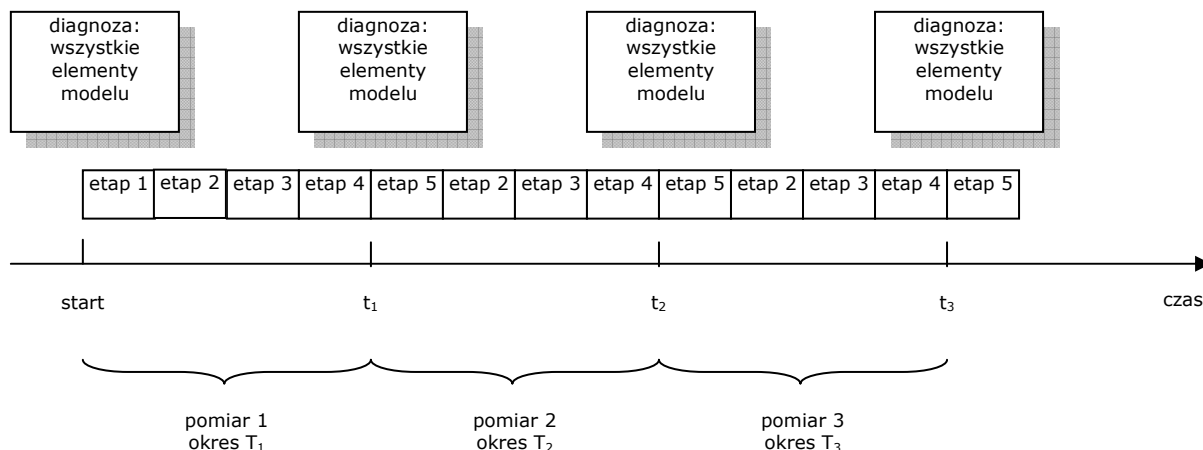 diagnoza:
wszystkie
elementy
modelu
diagnoza:
wszystkie
elementy
modelu
diagnoza:
wszystkie
elementy
modelu
diagnoza:
wszystkie
elementy
modelu
etap 1 etap 2 etap 3 etap 4 etap 5 etap 2 etap 3 etap 4 etap 5 etap 2 etap 3 etap 4 etap 5
start t₁ t₂ t₃ czas
pomiar 1
okres T₁
pomiar 2
okres T₂
pomiar 3
okres T₃